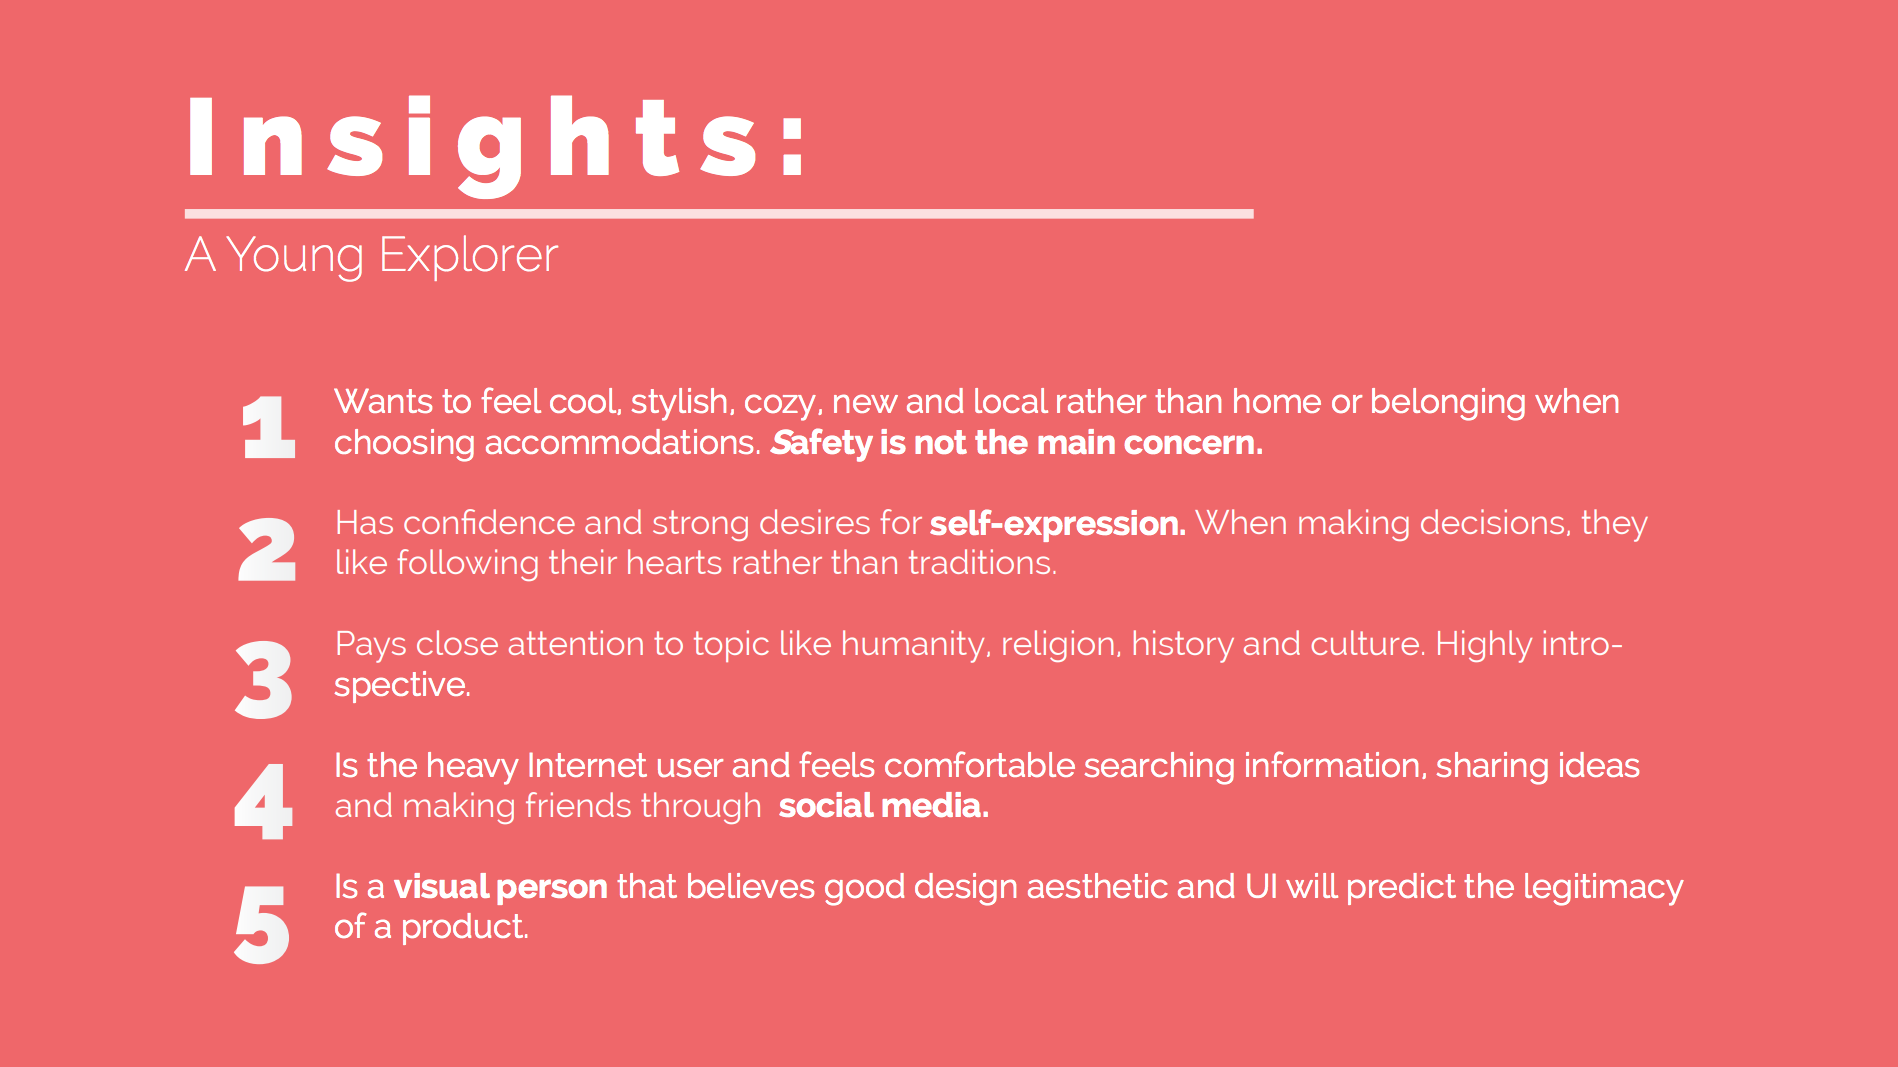 Insights:
A Young Explorer
1
Wants to feel cool, stylish, cozy, new and local rather than home or belonging when
choosing accommodations. Safety is not the main concern.
2
Has confidence and strong desires for self-expression. When making decisions, they
like following their hearts rather than traditions.
3
Pays close attention to topic like humanity, religion, history and culture. Highly intro-
spective.
4
Is the heavy Internet user and feels comfortable searching information, sharing ideas
and making friends through  social media.
5
Is a visual person that believes good design aesthetic and UI will predict the legitimacy
of a product.